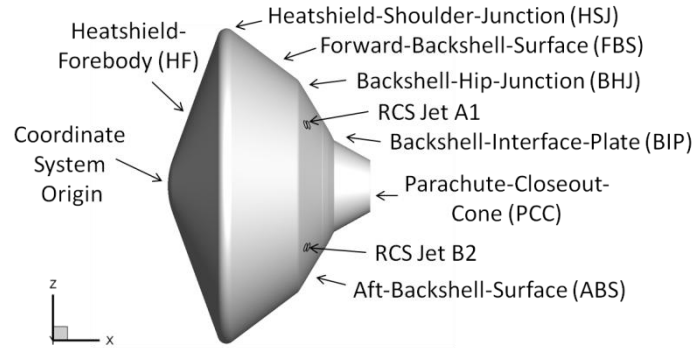 Heatshield-Shoulder-Junction (HSJ)
Heatshield-
Forebody (HF)
Forward-Backshell-Surface (FBS)
Backshell-Hip-Junction (BHJ)
RCS Jet A1
Backshell-Interface-Plate (BIP)
Coordinate
System
Origin
Parachute-Closeout-
Cone (PCC)
RCS Jet B2
Aft-Backshell-Surface (ABS)
Z
Y
X